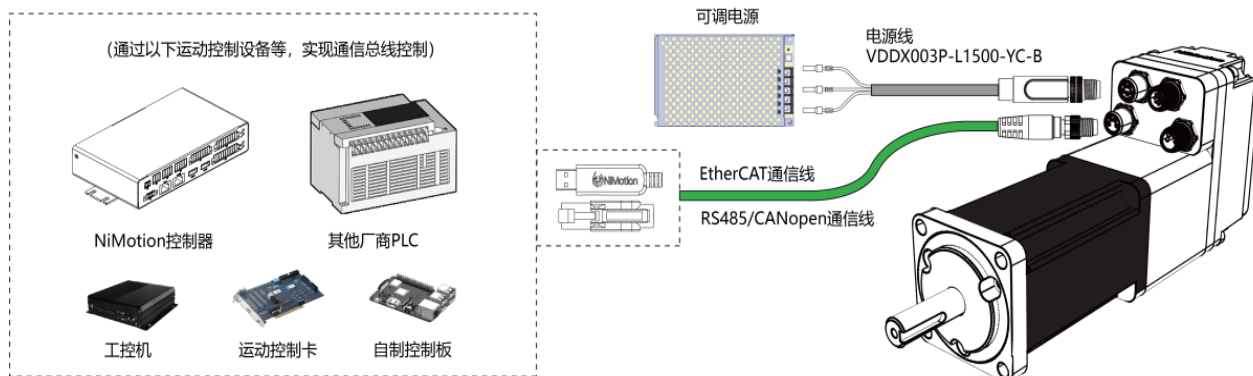 (通过以下运动控制设备等，实现通信总线控制)
可调电源
电源线
VDDX003P-L1500-YC-B
NiMotion
EtherCAT通信线
RS485/CANopen通信线
NiMotion控制器
其他厂商PLC
工控机
运动控制卡
自制控制板